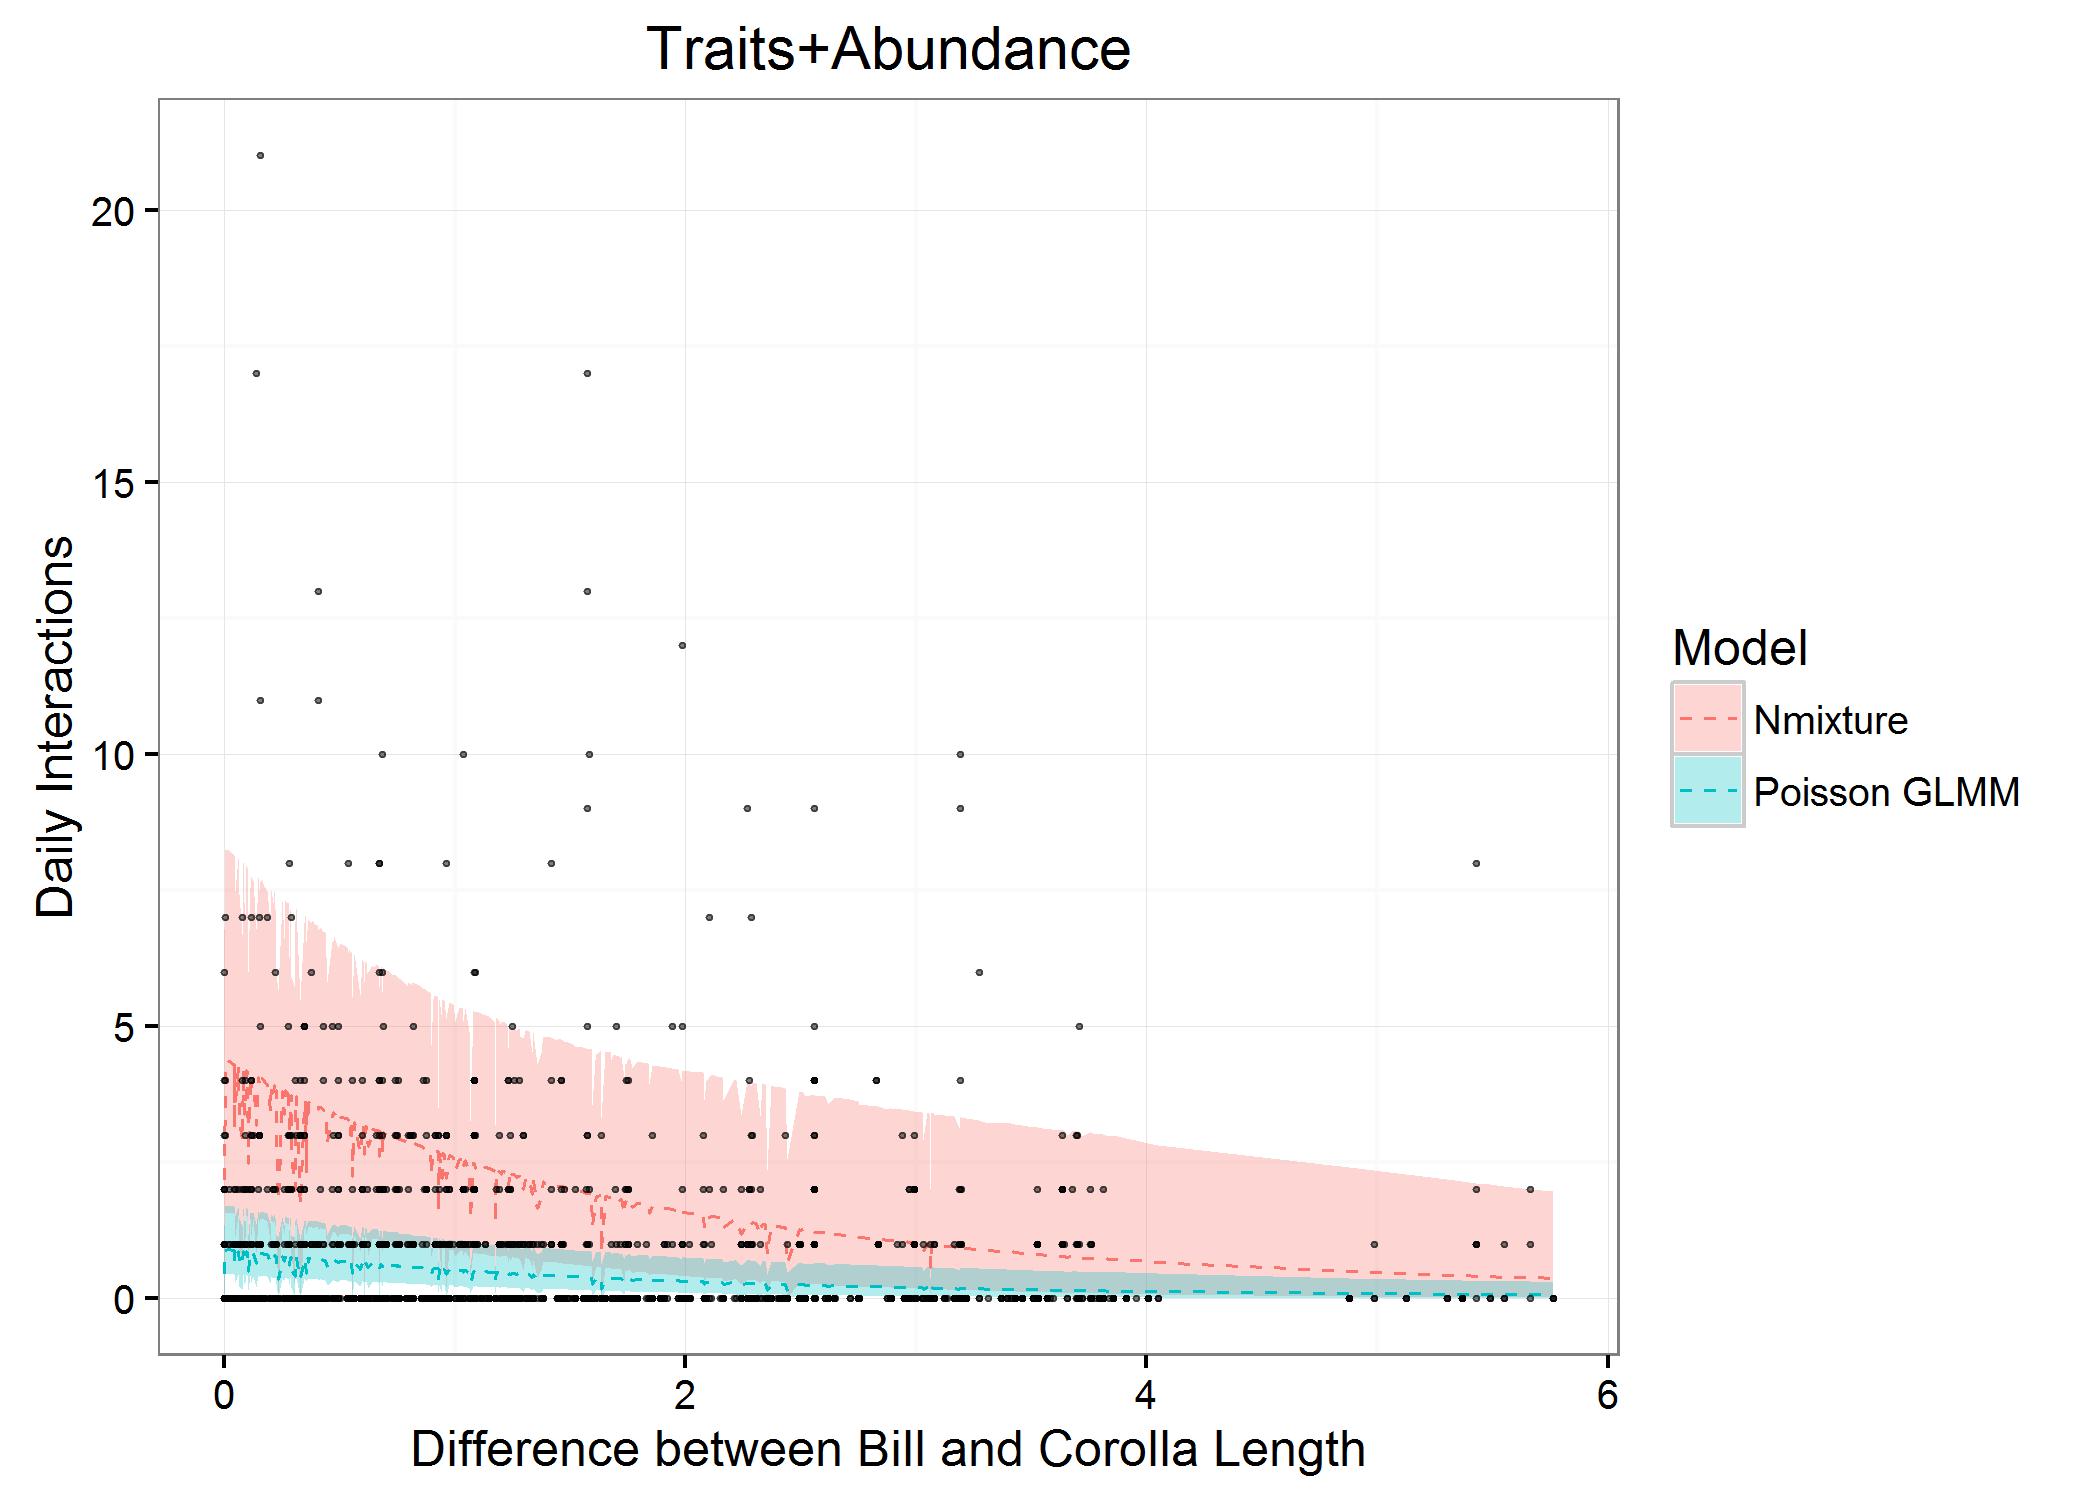 Traits+Abundance
20
15
10
5
0
Daily Interactions
0 2 4 6
Difference between Bill and Corolla Length
Model
Nmixture
Poisson GLMM